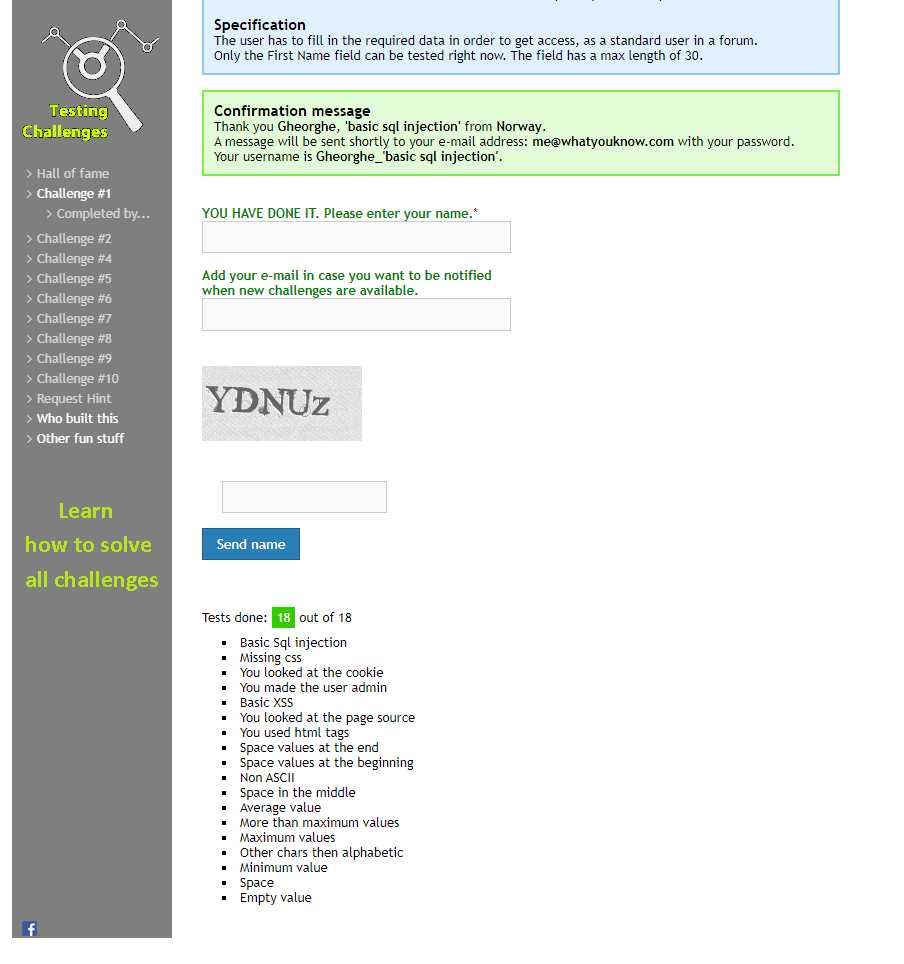 Testing
Challenges
> Hall of fame
> Challenge #1
> Completed by...
> Challenge #2
> Challenge #4
> Challenge #5
> Challenge #6
> Challenge #7
> Challenge #8
> Challenge #9
> Challenge #10
> Request Hint
> Who built this
> Other fun stuff
Learn
how to solve
all challenges
Specification
The user has to fill in the required data in order to get access, as a standard user in a forum.
Only the First Name field can be tested right now. The field has a max length of 30.
Confirmation message
Thank you Gheorghe, 'basic sql injection' from Norway.
A message will be sent shortly to your e-mail address: me@whatyouknow.com with your password.
Your username is Gheorghe_'basic sql injection'.
YOU HAVE DONE IT. Please enter your name.*
Add your e-mail in case you want to be notified
when new challenges are available.
YDNUz
Send name
Tests done: 18 out of 18
Basic Sql injection
Missing css
You looked at the cookie
You made the user admin
Basic XSS
You looked at the page source
You used html tags
Space values at the end
Space values at the beginning
Non ASCII
Space in the middle
Average value
More than maximum values
Maximum values
Other chars then alphabetic
Minimum value
Space
Empty value